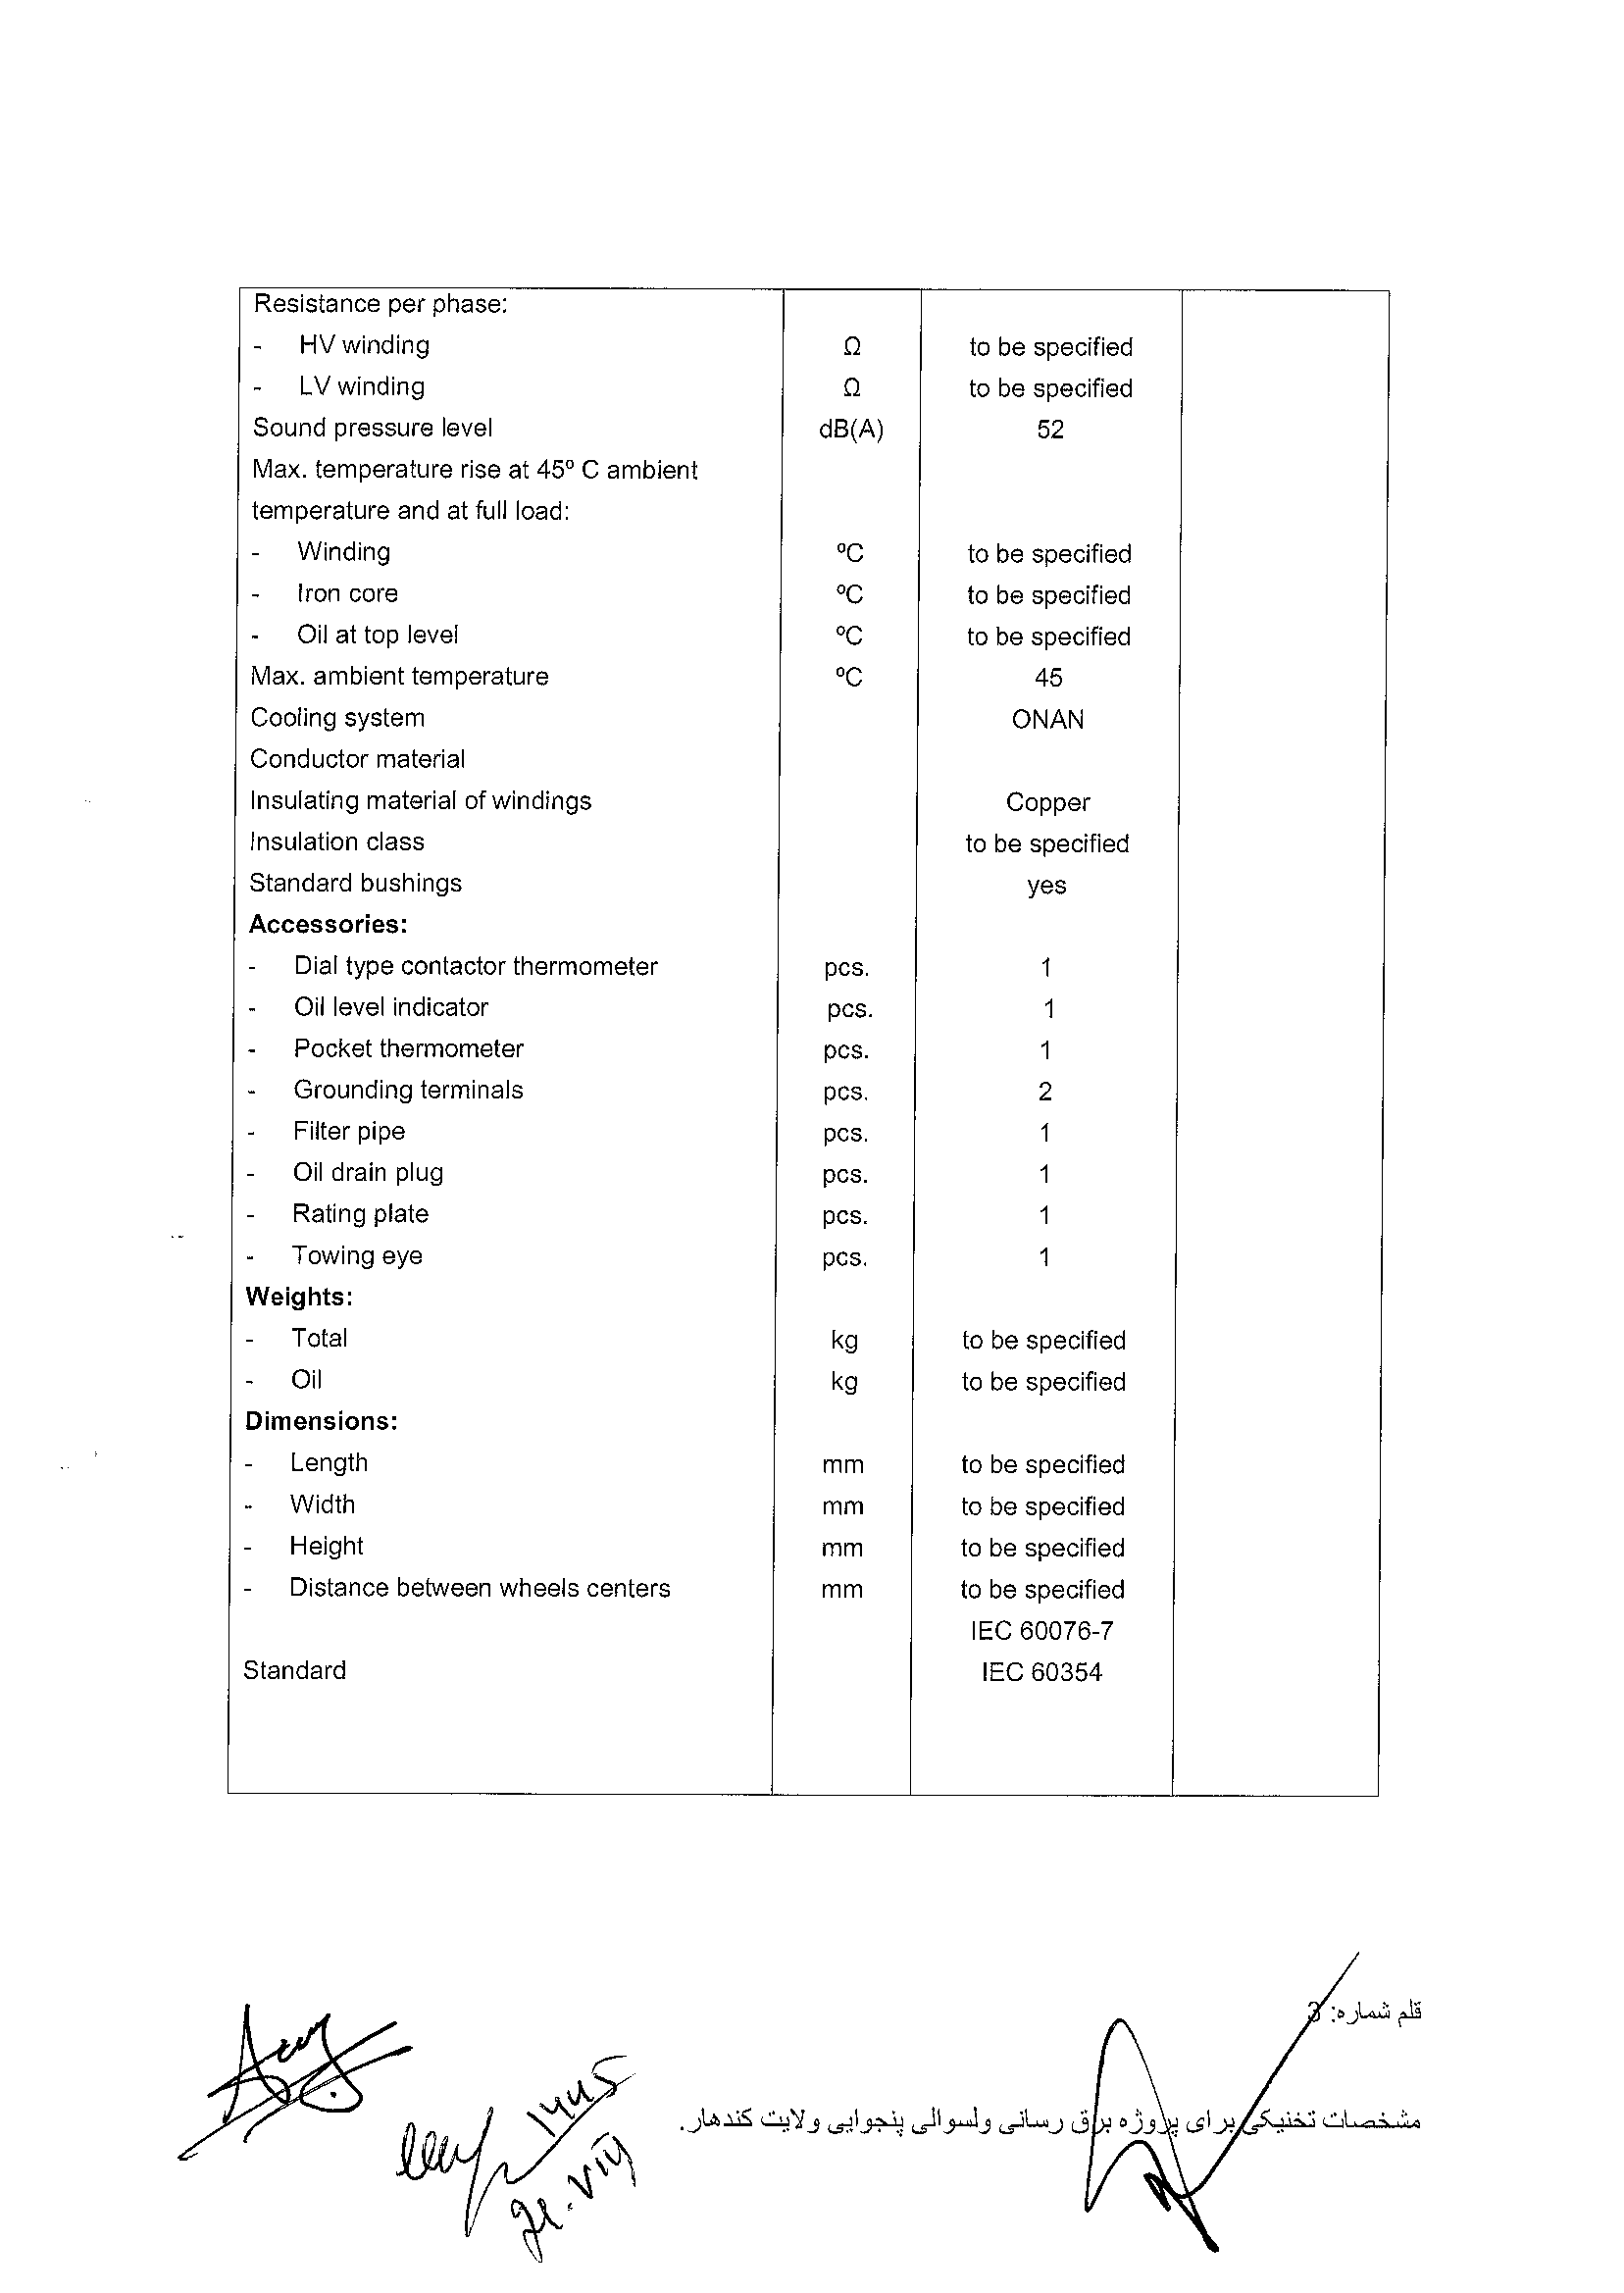 Resistance per phase:
- HV winding Ω to be specified
- LV winding Ω to be specified
Sound pressure level dB(A) 52
Max. temperature rise at 45º C ambient
temperature and at full load:
- Winding ºC to be specified
- Iron core ºC to be specified
- Oil at top level ºC to be specified
Max. ambient temperature ºC 45
Cooling system ONAN
Conductor material
Insulating material of windings Copper
Insulation class to be specified
Standard bushings yes
Accessories:
- Dial type contactor thermometer pcs. 1
- Oil level indicator pcs. 1
- Pocket thermometer pcs. 1
- Grounding terminals pcs. 2
- Filter pipe pcs. 1
- Oil drain plug pcs. 1
- Rating plate pcs. 1
- Towing eye pcs. 1
Weights:
- Total kg to be specified
- Oil kg to be specified
Dimensions:
- Length mm to be specified
- Width mm to be specified
- Height mm to be specified
- Distance between wheels centers mm to be specified
IEC 60076-7
Standard IEC 60354
قلم شماره: 3
مشخصات تخنیکی برای پروژه برق رسانی ولسوالی پنجوایی ولایت کندهار.